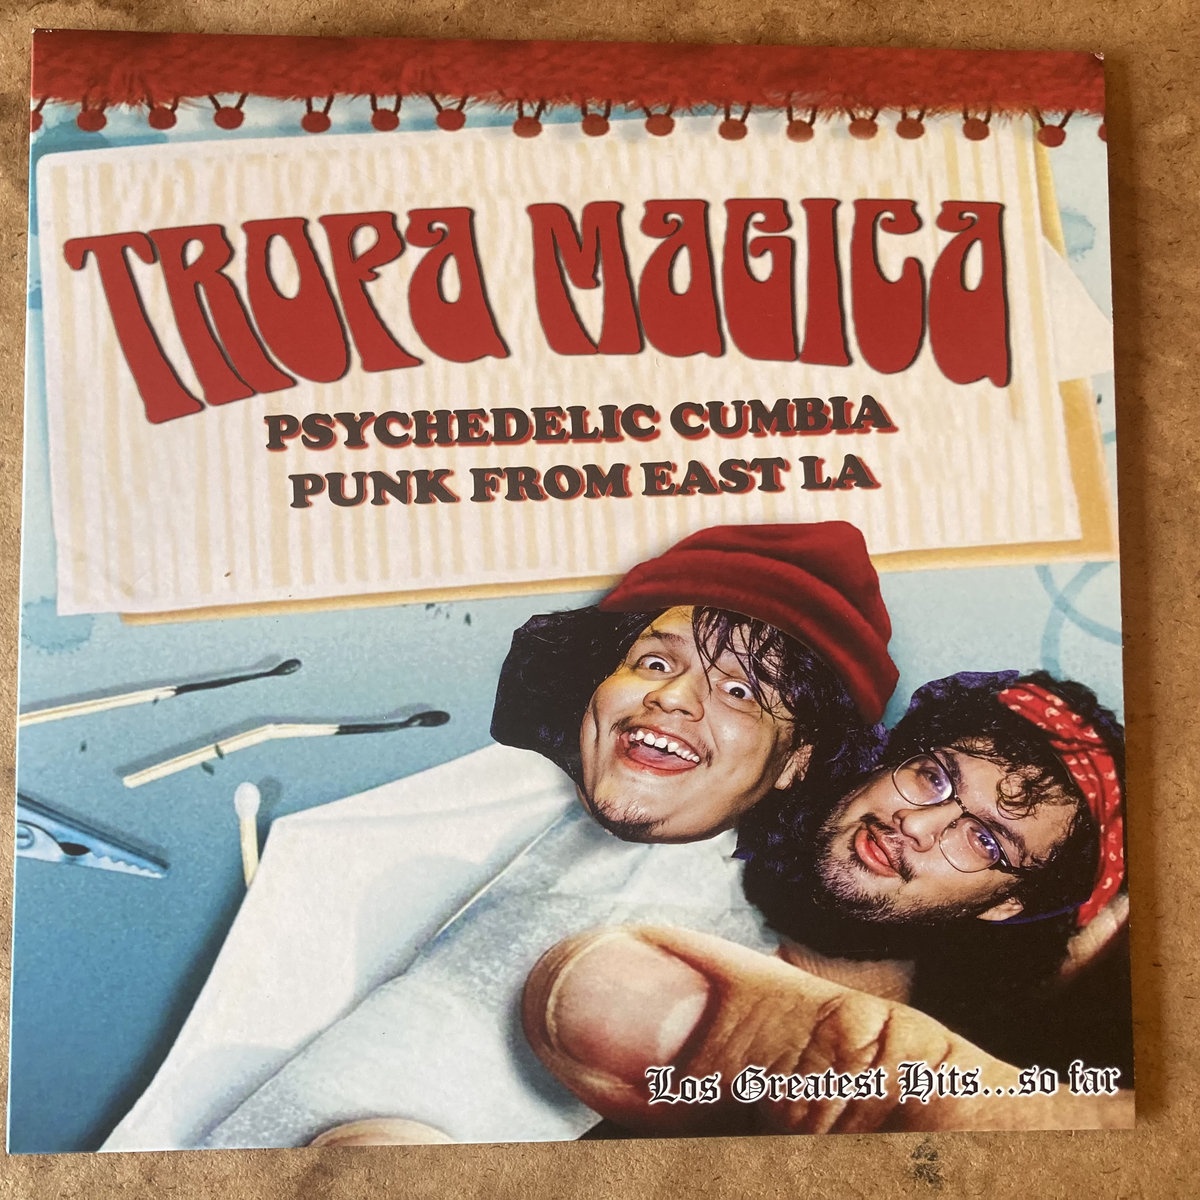 TROPA MAGICA
PSYCHEDELIC CUMBIA
PUNK FROM EAST LA
Los Greatest Hits...so far